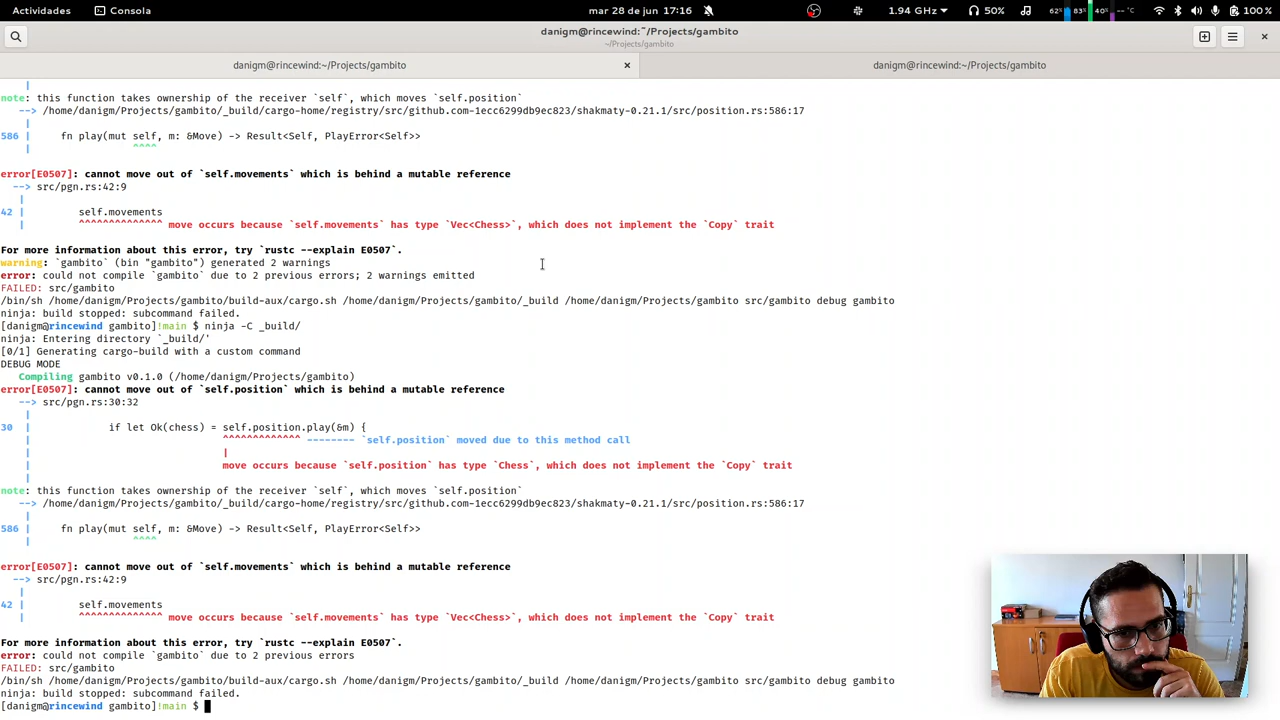 Actividades
Consola
mar 28 de jun 17:16
1.94 GHz
50%
62%
83%
40%
-- °C
100 %
danigm@rincewind:~/Projects/gambito
~/Projects/gambito
danigm@rincewind:~/Projects/gambito
danigm@rincewind:~/Projects/gambito
note: this function takes ownership of the receiver `self`, which moves `self.position`
--> /home/danigm/Projects/gambito/_build/cargo-home/registry/src/github.com-1ecc6299db9ec823/shakmaty-0.21.1/src/position.rs:586:17
|
586 |     fn play(mut self, m: &Move) -> Result<Self, PlayError<Self>>
|             ^^^^
error[E0507]: cannot move out of `self.movements` which is behind a mutable reference
--> src/pgn.rs:42:9
|
42 |         self.movements
|         ^^^^^^^^^^^^^^ move occurs because `self.movements` has type `Vec<Chess>`, which does not implement the `Copy` trait
For more information about this error, try `rustc --explain E0507`.
warning: `gambito` (bin "gambito") generated 2 warnings
error: could not compile `gambito` due to 2 previous errors; 2 warnings emitted
FAILED: src/gambito
/bin/sh /home/danigm/Projects/gambito/build-aux/cargo.sh /home/danigm/Projects/gambito/_build /home/danigm/Projects/gambito src/gambito debug gambito
ninja: build stopped: subcommand failed.
[danigm@rincewind gambito]!main $ ninja -C _build/
ninja: Entering directory `_build/'
[0/1] Generating cargo-build with a custom command
DEBUG MODE
Compiling gambito v0.1.0 (/home/danigm/Projects/gambito)
error[E0507]: cannot move out of `self.position` which is behind a mutable reference
--> src/pgn.rs:30:32
|
30 |             if let Ok(chess) = self.position.play(&m) {
|                                ^^^^^^^^^^^^^ -------- `self.position` moved due to this method call
|                                |
|                                move occurs because `self.position` has type `Chess`, which does not implement the `Copy` trait
note: this function takes ownership of the receiver `self`, which moves `self.position`
--> /home/danigm/Projects/gambito/_build/cargo-home/registry/src/github.com-1ecc6299db9ec823/shakmaty-0.21.1/src/position.rs:586:17
|
586 |     fn play(mut self, m: &Move) -> Result<Self, PlayError<Self>>
|             ^^^^
error[E0507]: cannot move out of `self.movements` which is behind a mutable reference
--> src/pgn.rs:42:9
|
42 |         self.movements
|         ^^^^^^^^^^^^^^ move occurs because `self.movements` has type `Vec<Chess>`, which does not implement the `Copy` trait
For more information about this error, try `rustc --explain E0507`.
error: could not compile `gambito` due to 2 previous errors
FAILED: src/gambito
/bin/sh /home/danigm/Projects/gambito/build-aux/cargo.sh /home/danigm/Projects/gambito/_build /home/danigm/Projects/gambito src/gambito debug gambito
ninja: build stopped: subcommand failed.
[danigm@rincewind gambito]!main $